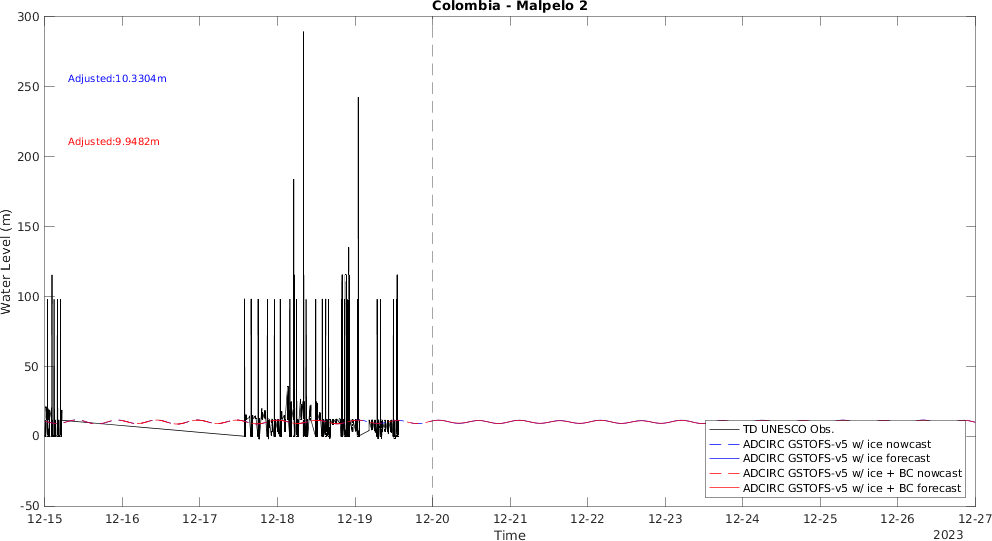 Colombia - Malpelo 2
300
250
200
150
100
50
0
-50
Water Level (m)
Adjusted:10.3304m
Adjusted:9.9482m
TD UNESCO Obs.
ADCIRC GSTOFS-v5 w/ ice nowcast
ADCIRC GSTOFS-v5 w/ ice forecast
ADCIRC GSTOFS-v5 w/ ice + BC nowcast
ADCIRC GSTOFS-v5 w/ ice + BC forecast
12-15 12-16 12-17 12-18 12-19 12-20 12-21 12-22 12-23 12-24 12-25 12-26 12-27
Time
2023